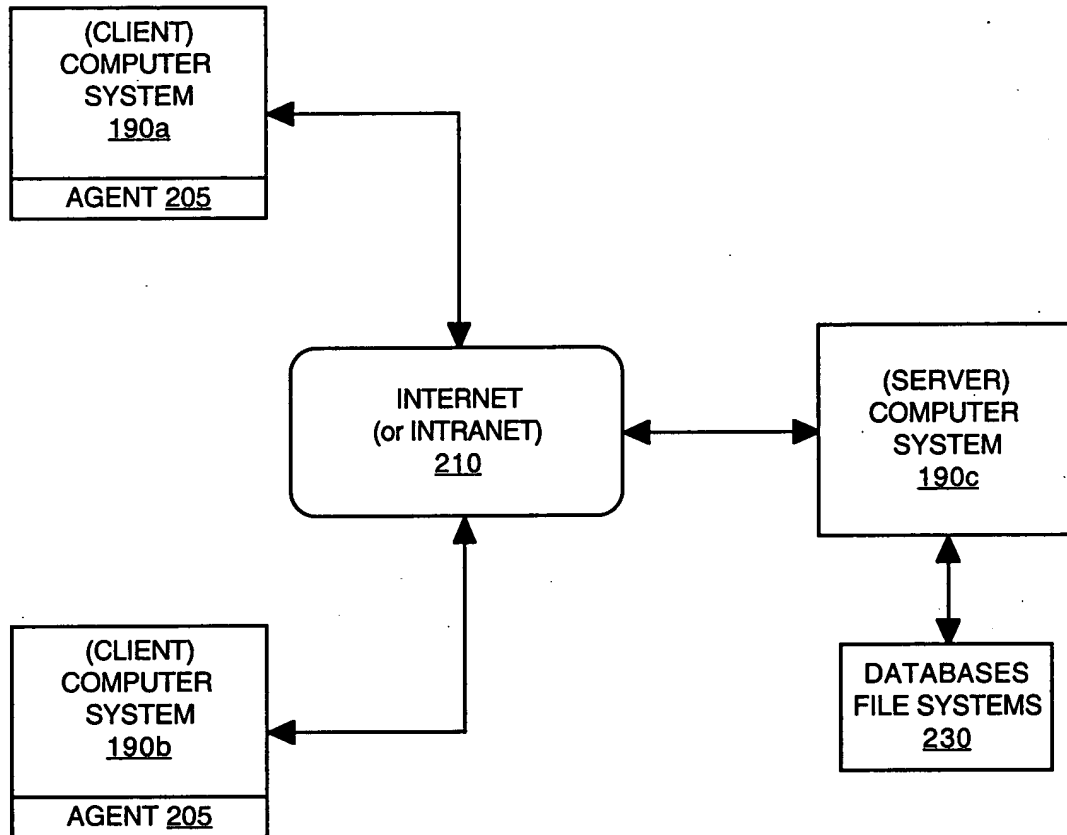 (CLIENT)
COMPUTER
SYSTEM
190a
AGENT 205
INTERNET
(or INTRANET)
210
(SERVER)
COMPUTER
SYSTEM
190c
DATABASES
FILE SYSTEMS
230
(CLIENT)
COMPUTER
SYSTEM
190b
AGENT 205